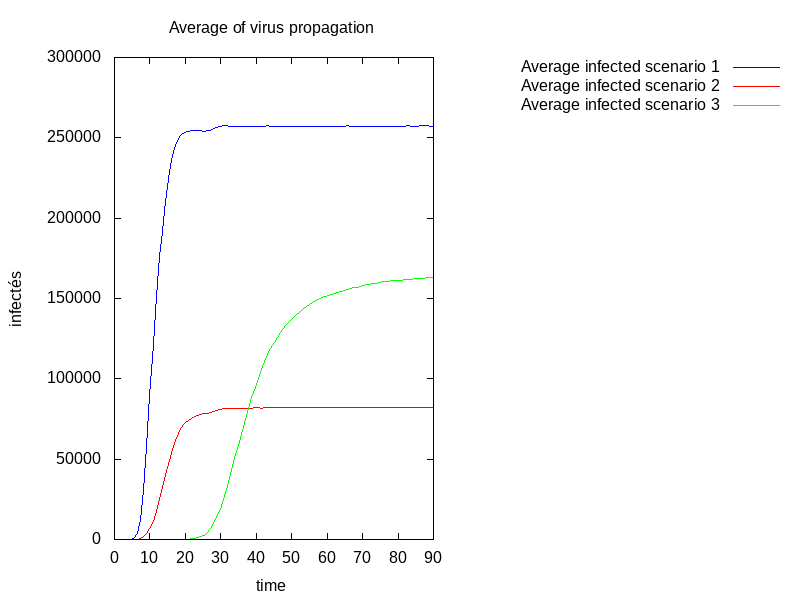 Average of virus propagation
300000
250000
200000
150000
100000
50000
0
0 10 20 30 40 50 60 70 80 90
infectés
time
Average infected scenario 1
Average infected scenario 2
Average infected scenario 3